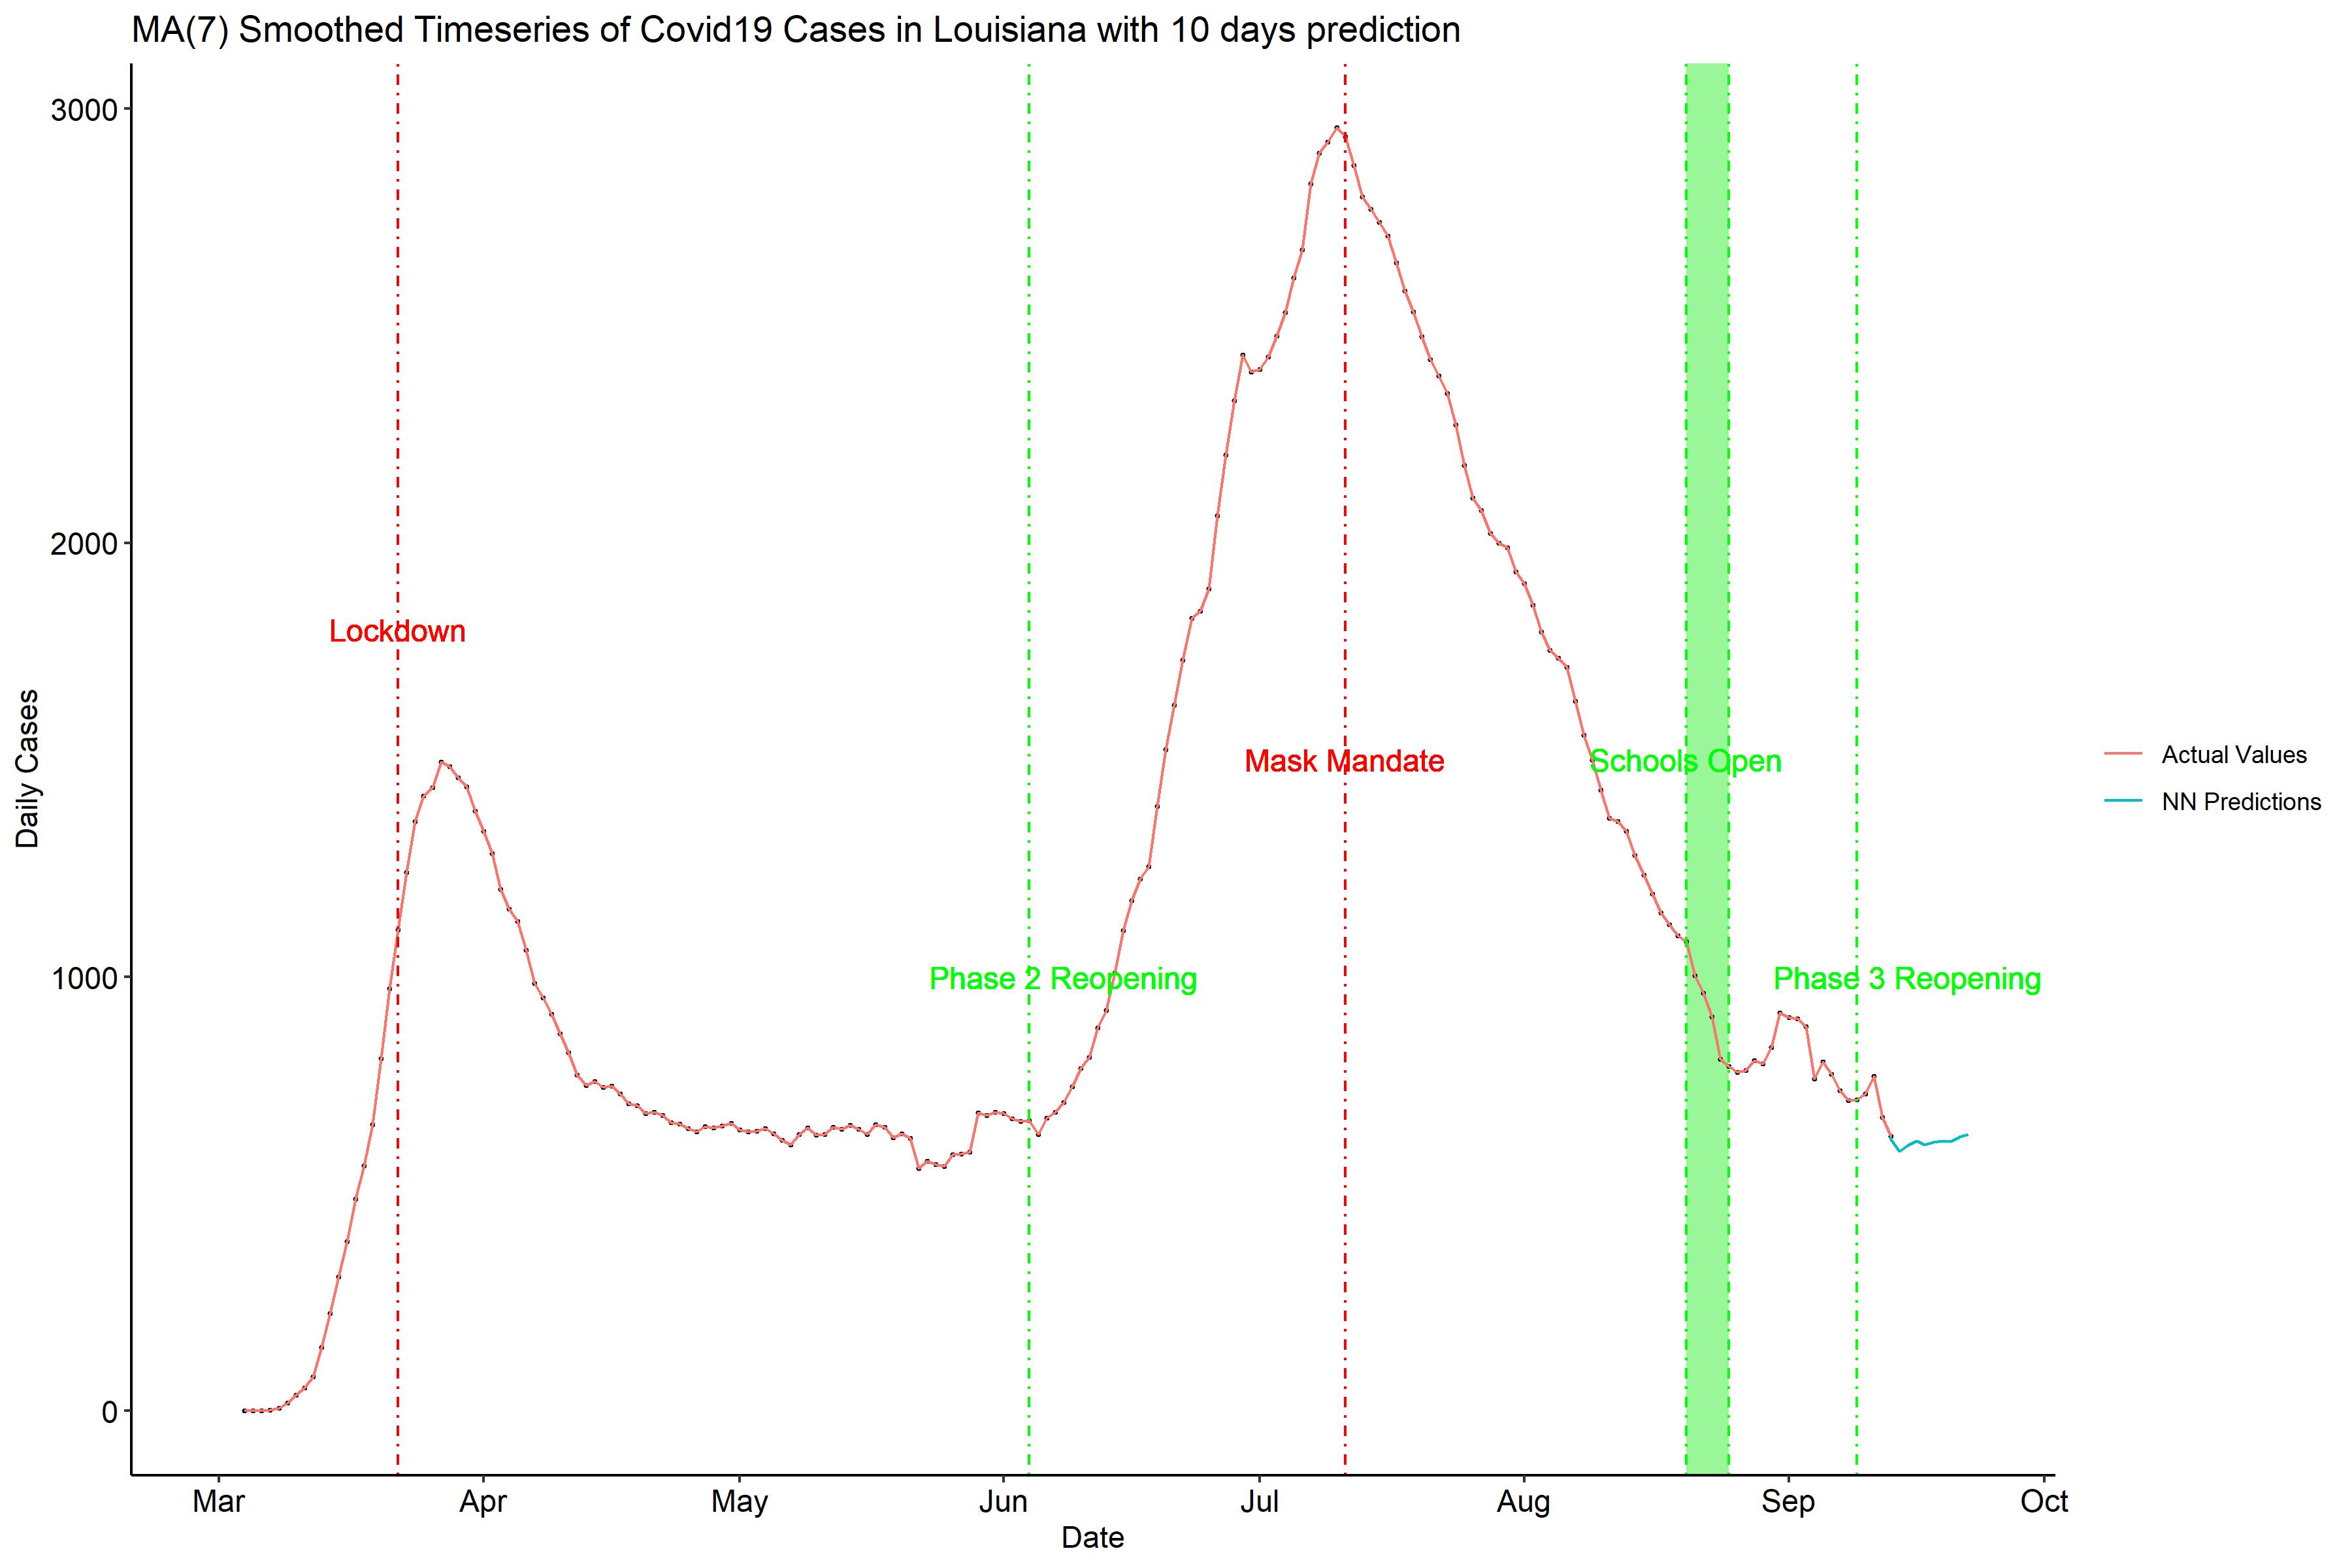 MA(7) Smoothed Timeseries of Covid19 Cases in Louisiana with 10 days prediction
3000
2000
1000
0
Daily Cases
Lockdown
Mask Mandate
Schools Open
Phase 2 Reopening
Phase 3 Reopening
Actual Values
NN Predictions
Mar
Apr
May
Jun
Jul
Aug
Sep
Oct
Date